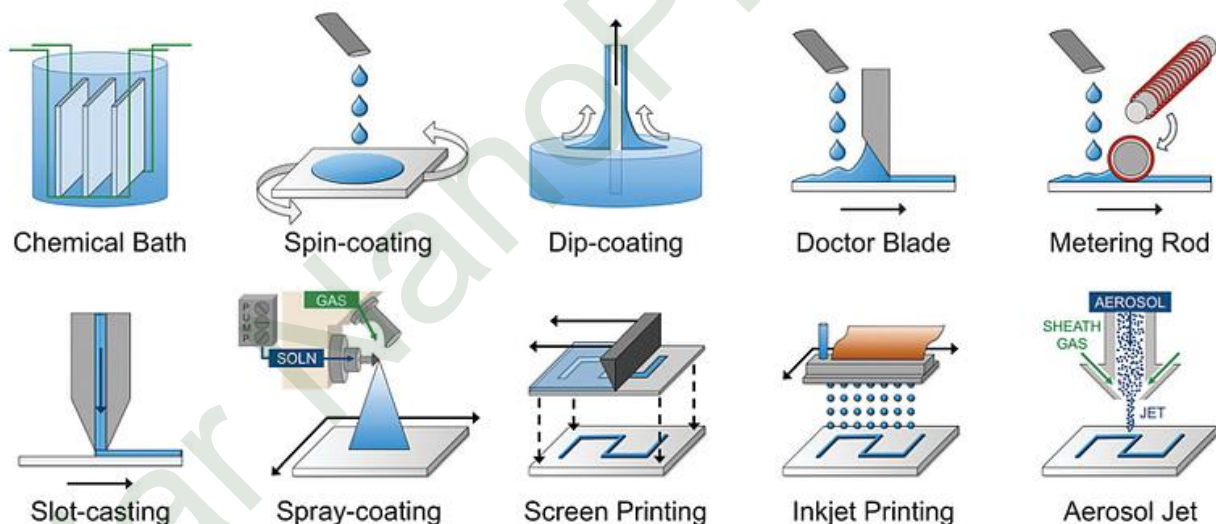 Chemical Bath
Spin-coating
Dip-coating
Doctor Blade
Metering Rod
PUMP
GAS
SOLN
AEROSOL
SHEATH
GAS
JET
Slot-casting
Spray-coating
Screen Printing
Inkjet Printing
Aerosol Jet